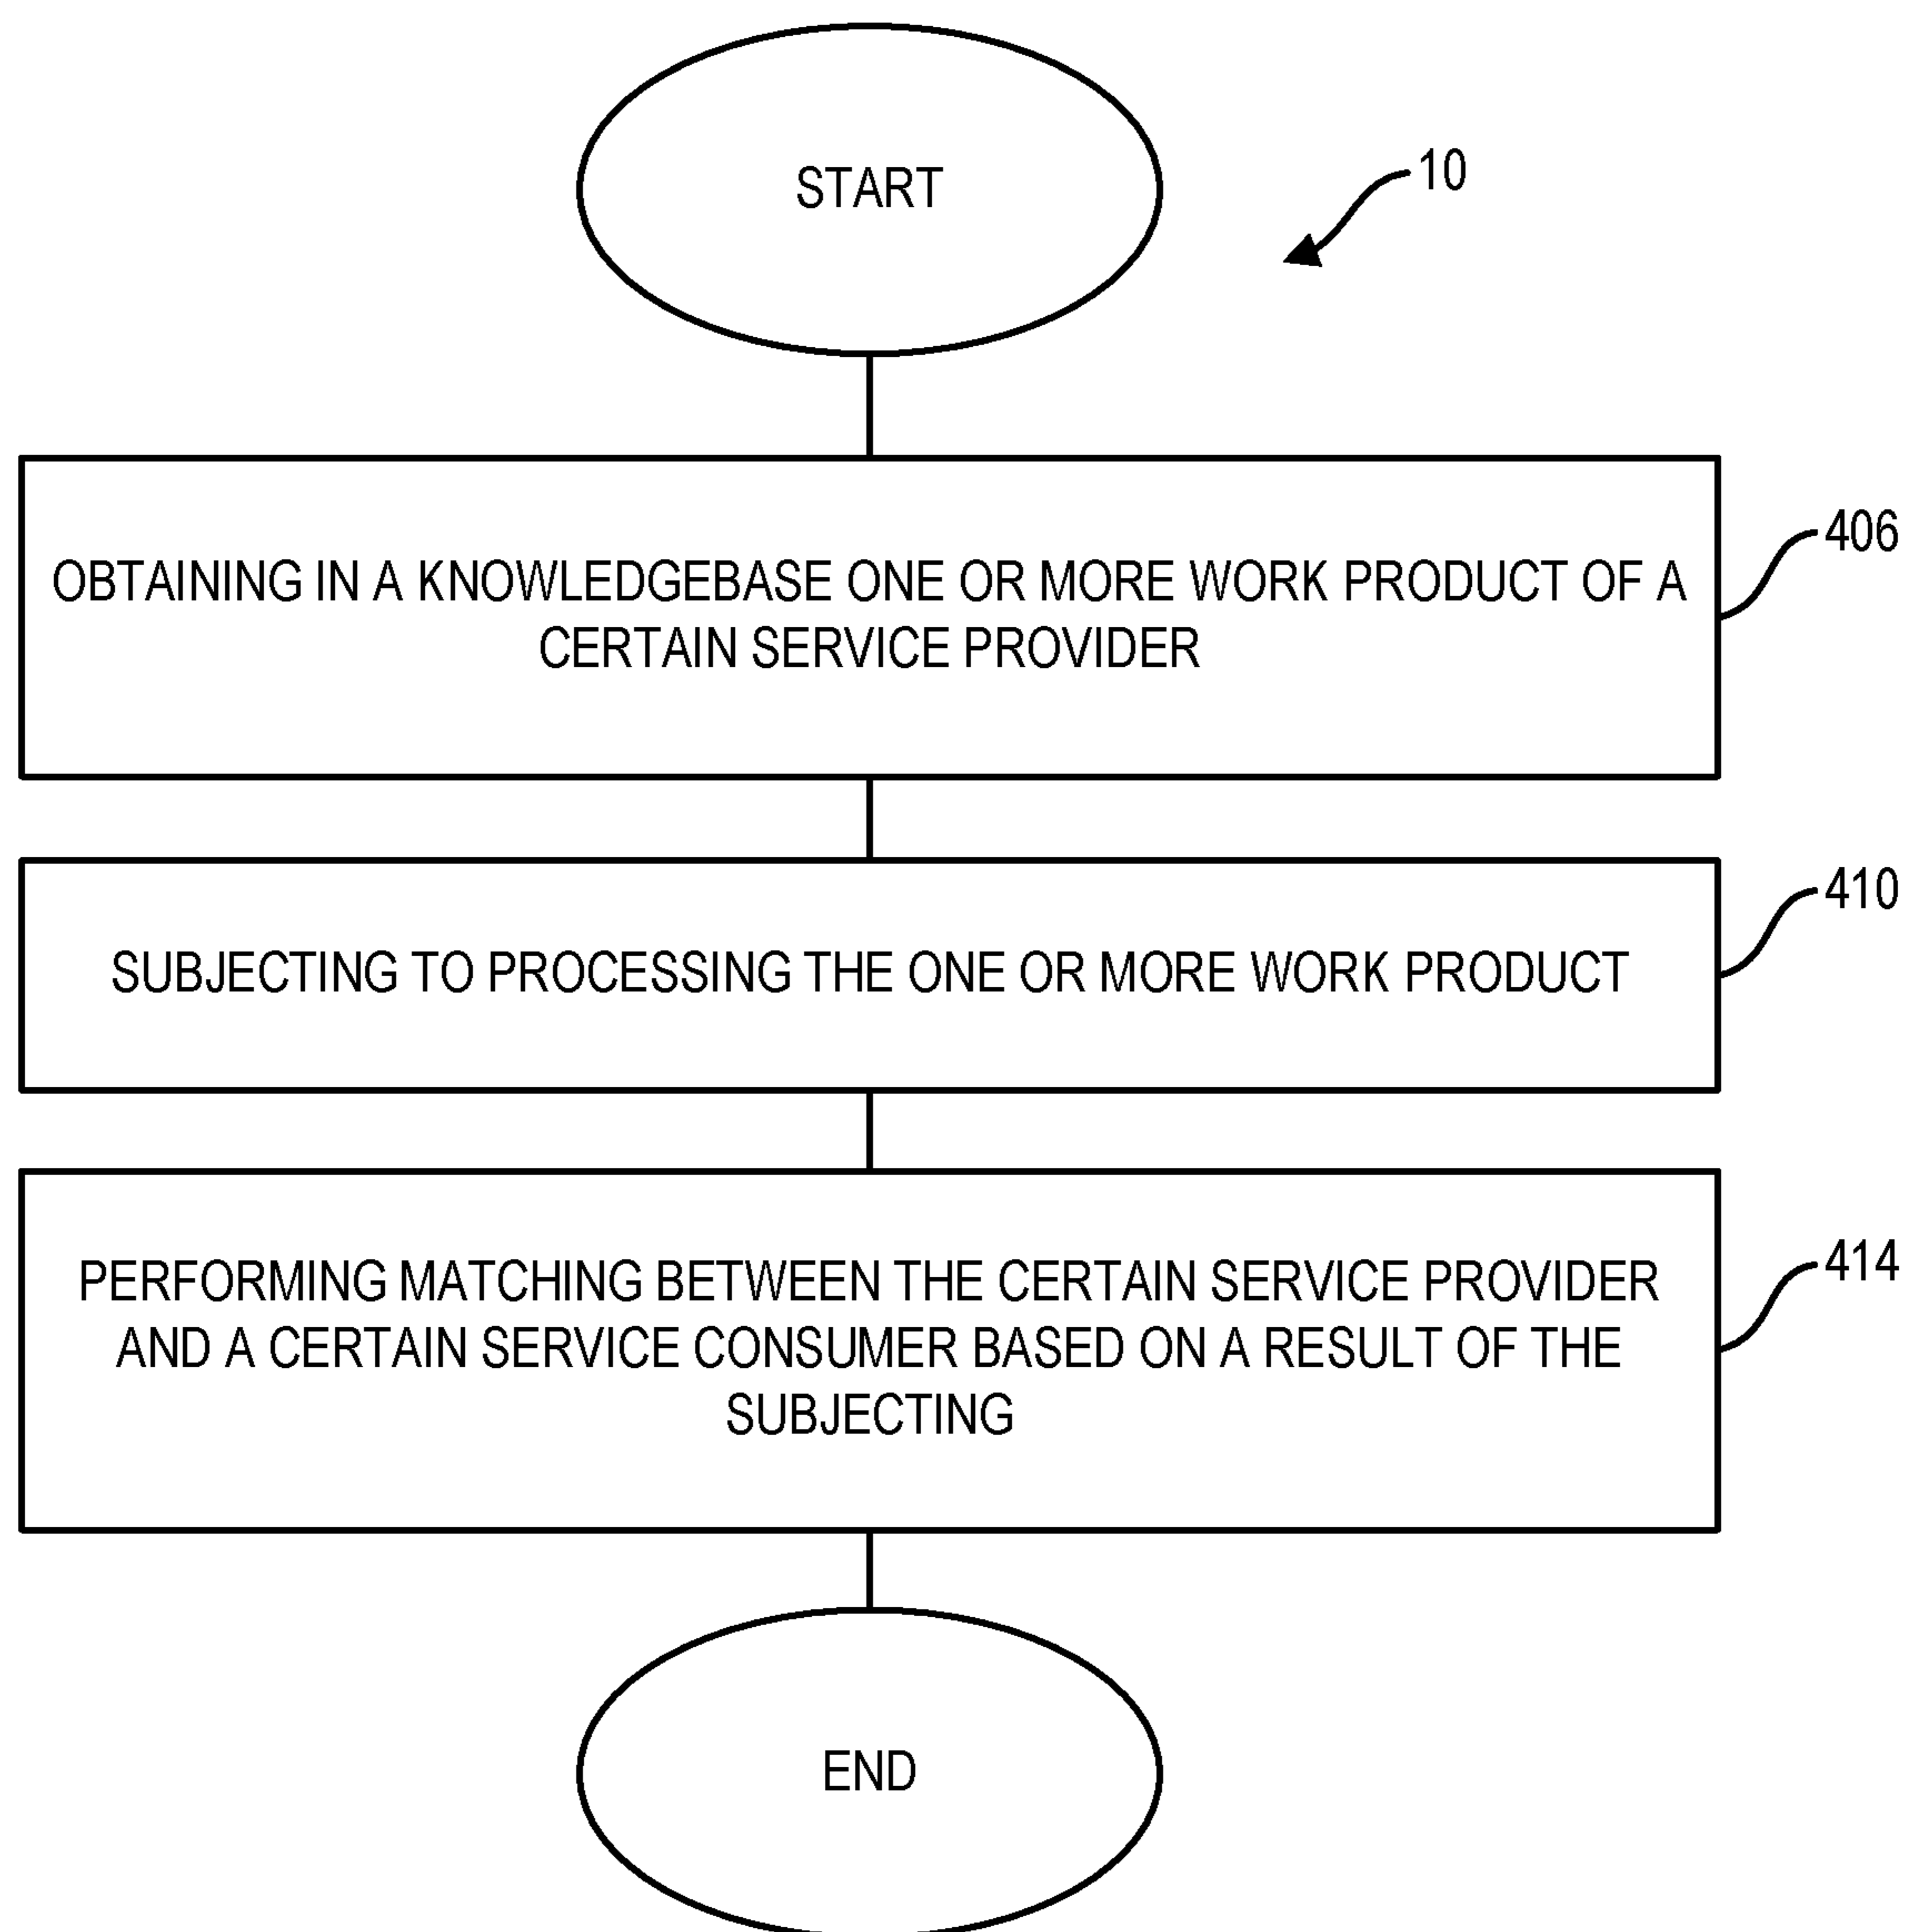 START
10
OBTAINING IN A KNOWLEDGEBASE ONE OR MORE WORK PRODUCT OF A
CERTAIN SERVICE PROVIDER
406
SUBJECTING TO PROCESSING THE ONE OR MORE WORK PRODUCT
410
PERFORMING MATCHING BETWEEN THE CERTAIN SERVICE PROVIDER
AND A CERTAIN SERVICE CONSUMER BASED ON A RESULT OF THE
SUBJECTING
414
END